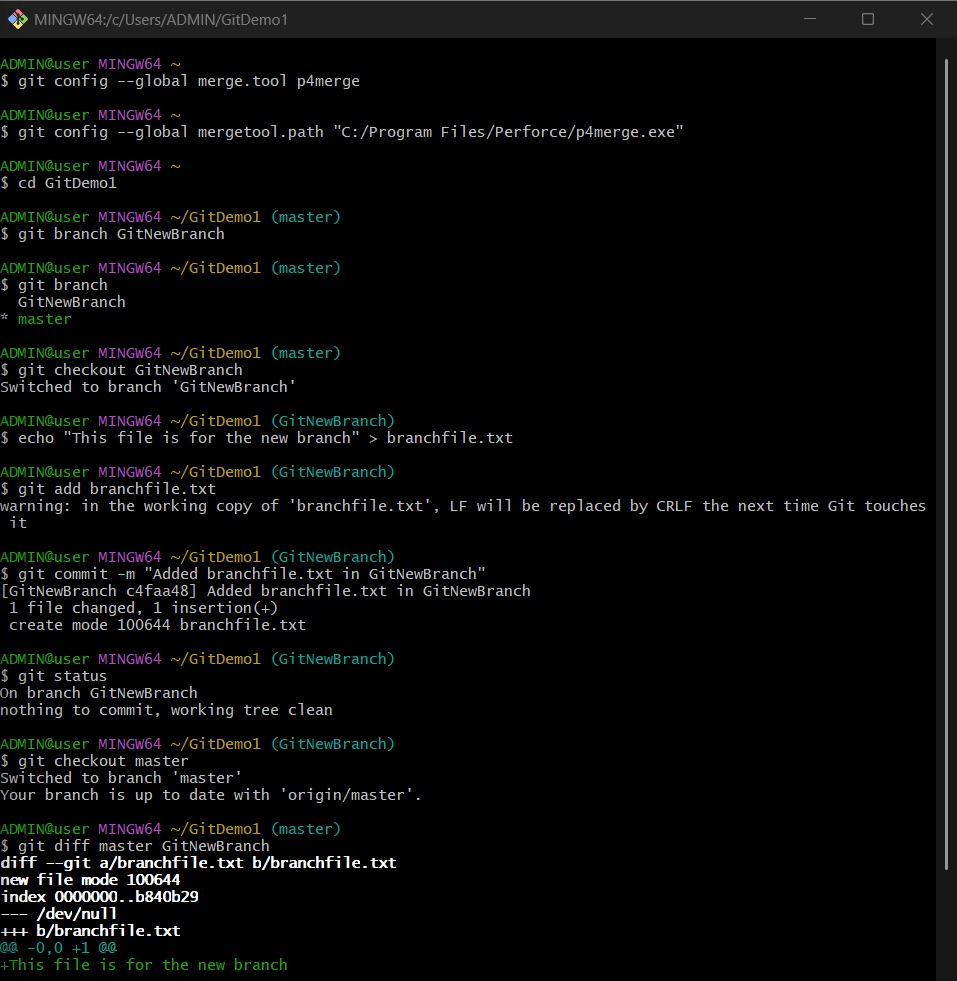 MINGW64:/c/Users/ADMIN/GitDemo1
ADMIN@user MINGW64 ~
$ git config --global merge.tool p4merge
ADMIN@user MINGW64 ~
$ git config --global mergetool.path "C:/Program Files/Perforce/p4merge.exe"
ADMIN@user MINGW64 ~
$ cd GitDemo1
ADMIN@user MINGW64 ~/GitDemo1 (master)
$ git branch GitNewBranch
ADMIN@user MINGW64 ~/GitDemo1 (master)
$ git branch
  GitNewBranch
* master
ADMIN@user MINGW64 ~/GitDemo1 (master)
$ git checkout GitNewBranch
Switched to branch 'GitNewBranch'
ADMIN@user MINGW64 ~/GitDemo1 (GitNewBranch)
$ echo "This file is for the new branch" > branchfile.txt
ADMIN@user MINGW64 ~/GitDemo1 (GitNewBranch)
$ git add branchfile.txt
warning: in the working copy of 'branchfile.txt', LF will be replaced by CRLF the next time Git touches
 it
ADMIN@user MINGW64 ~/GitDemo1 (GitNewBranch)
$ git commit -m "Added branchfile.txt in GitNewBranch"
[GitNewBranch c4faa48] Added branchfile.txt in GitNewBranch
 1 file changed, 1 insertion(+)
 create mode 100644 branchfile.txt
ADMIN@user MINGW64 ~/GitDemo1 (GitNewBranch)
$ git status
On branch GitNewBranch
nothing to commit, working tree clean
ADMIN@user MINGW64 ~/GitDemo1 (GitNewBranch)
$ git checkout master
Switched to branch 'master'
Your branch is up to date with 'origin/master'.
ADMIN@user MINGW64 ~/GitDemo1 (master)
$ git diff master GitNewBranch
diff --git a/branchfile.txt b/branchfile.txt
new file mode 100644
index 0000000..b840b29
--- /dev/null
+++ b/branchfile.txt
@@ -0,0 +1 @@
+This file is for the new branch